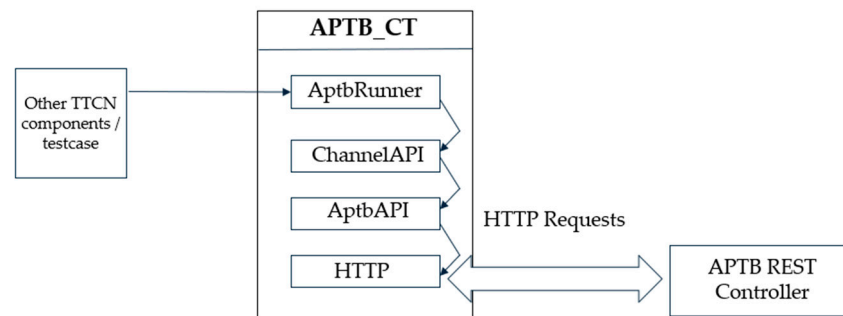 APTB_CT
Other TTCN
components /
testcase
AptbRunner
ChannelAPI
AptbAPI
HTTP
HTTP Requests
APTB REST
Controller